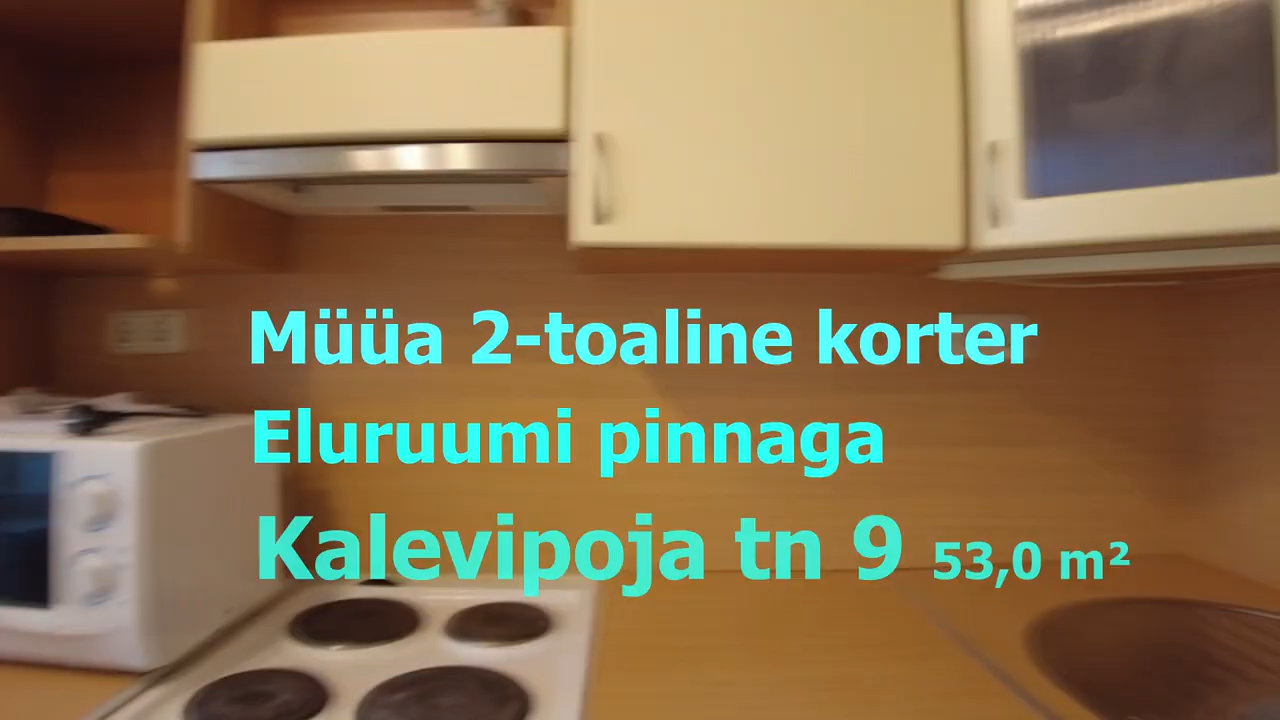 Müüa 2-toaline korter
Eluruumi pinnaga
Kalevipoja tn 9 53,0 m²